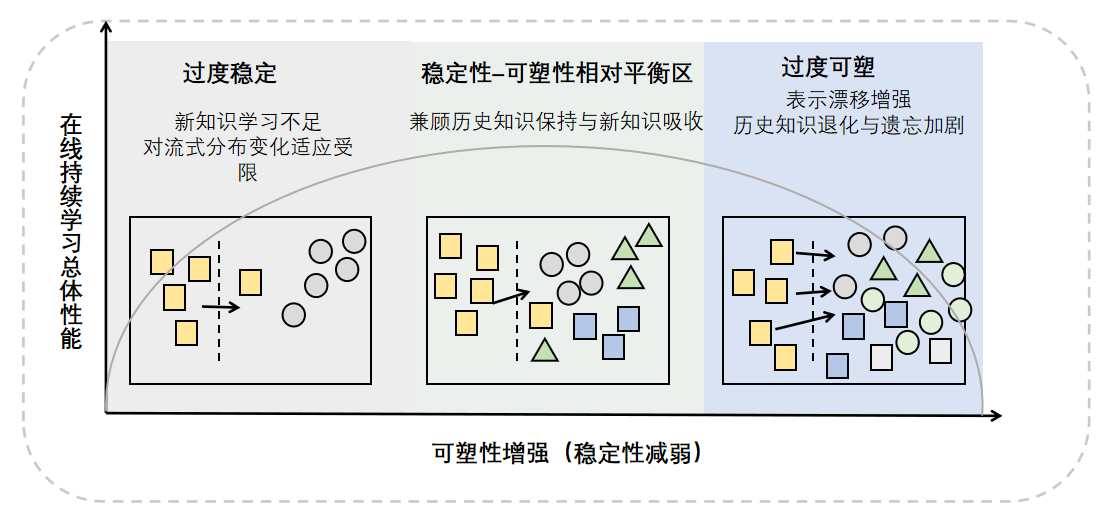 过度稳定
新知识学习不足
对流式分布变化适应受
限
稳定性–可塑性相对平衡区
兼顾历史知识保持与新知识吸收
过度可塑
表示漂移增强
历史知识退化与遗忘加剧
在线持续学习总体性能
可塑性增强（稳定性减弱）